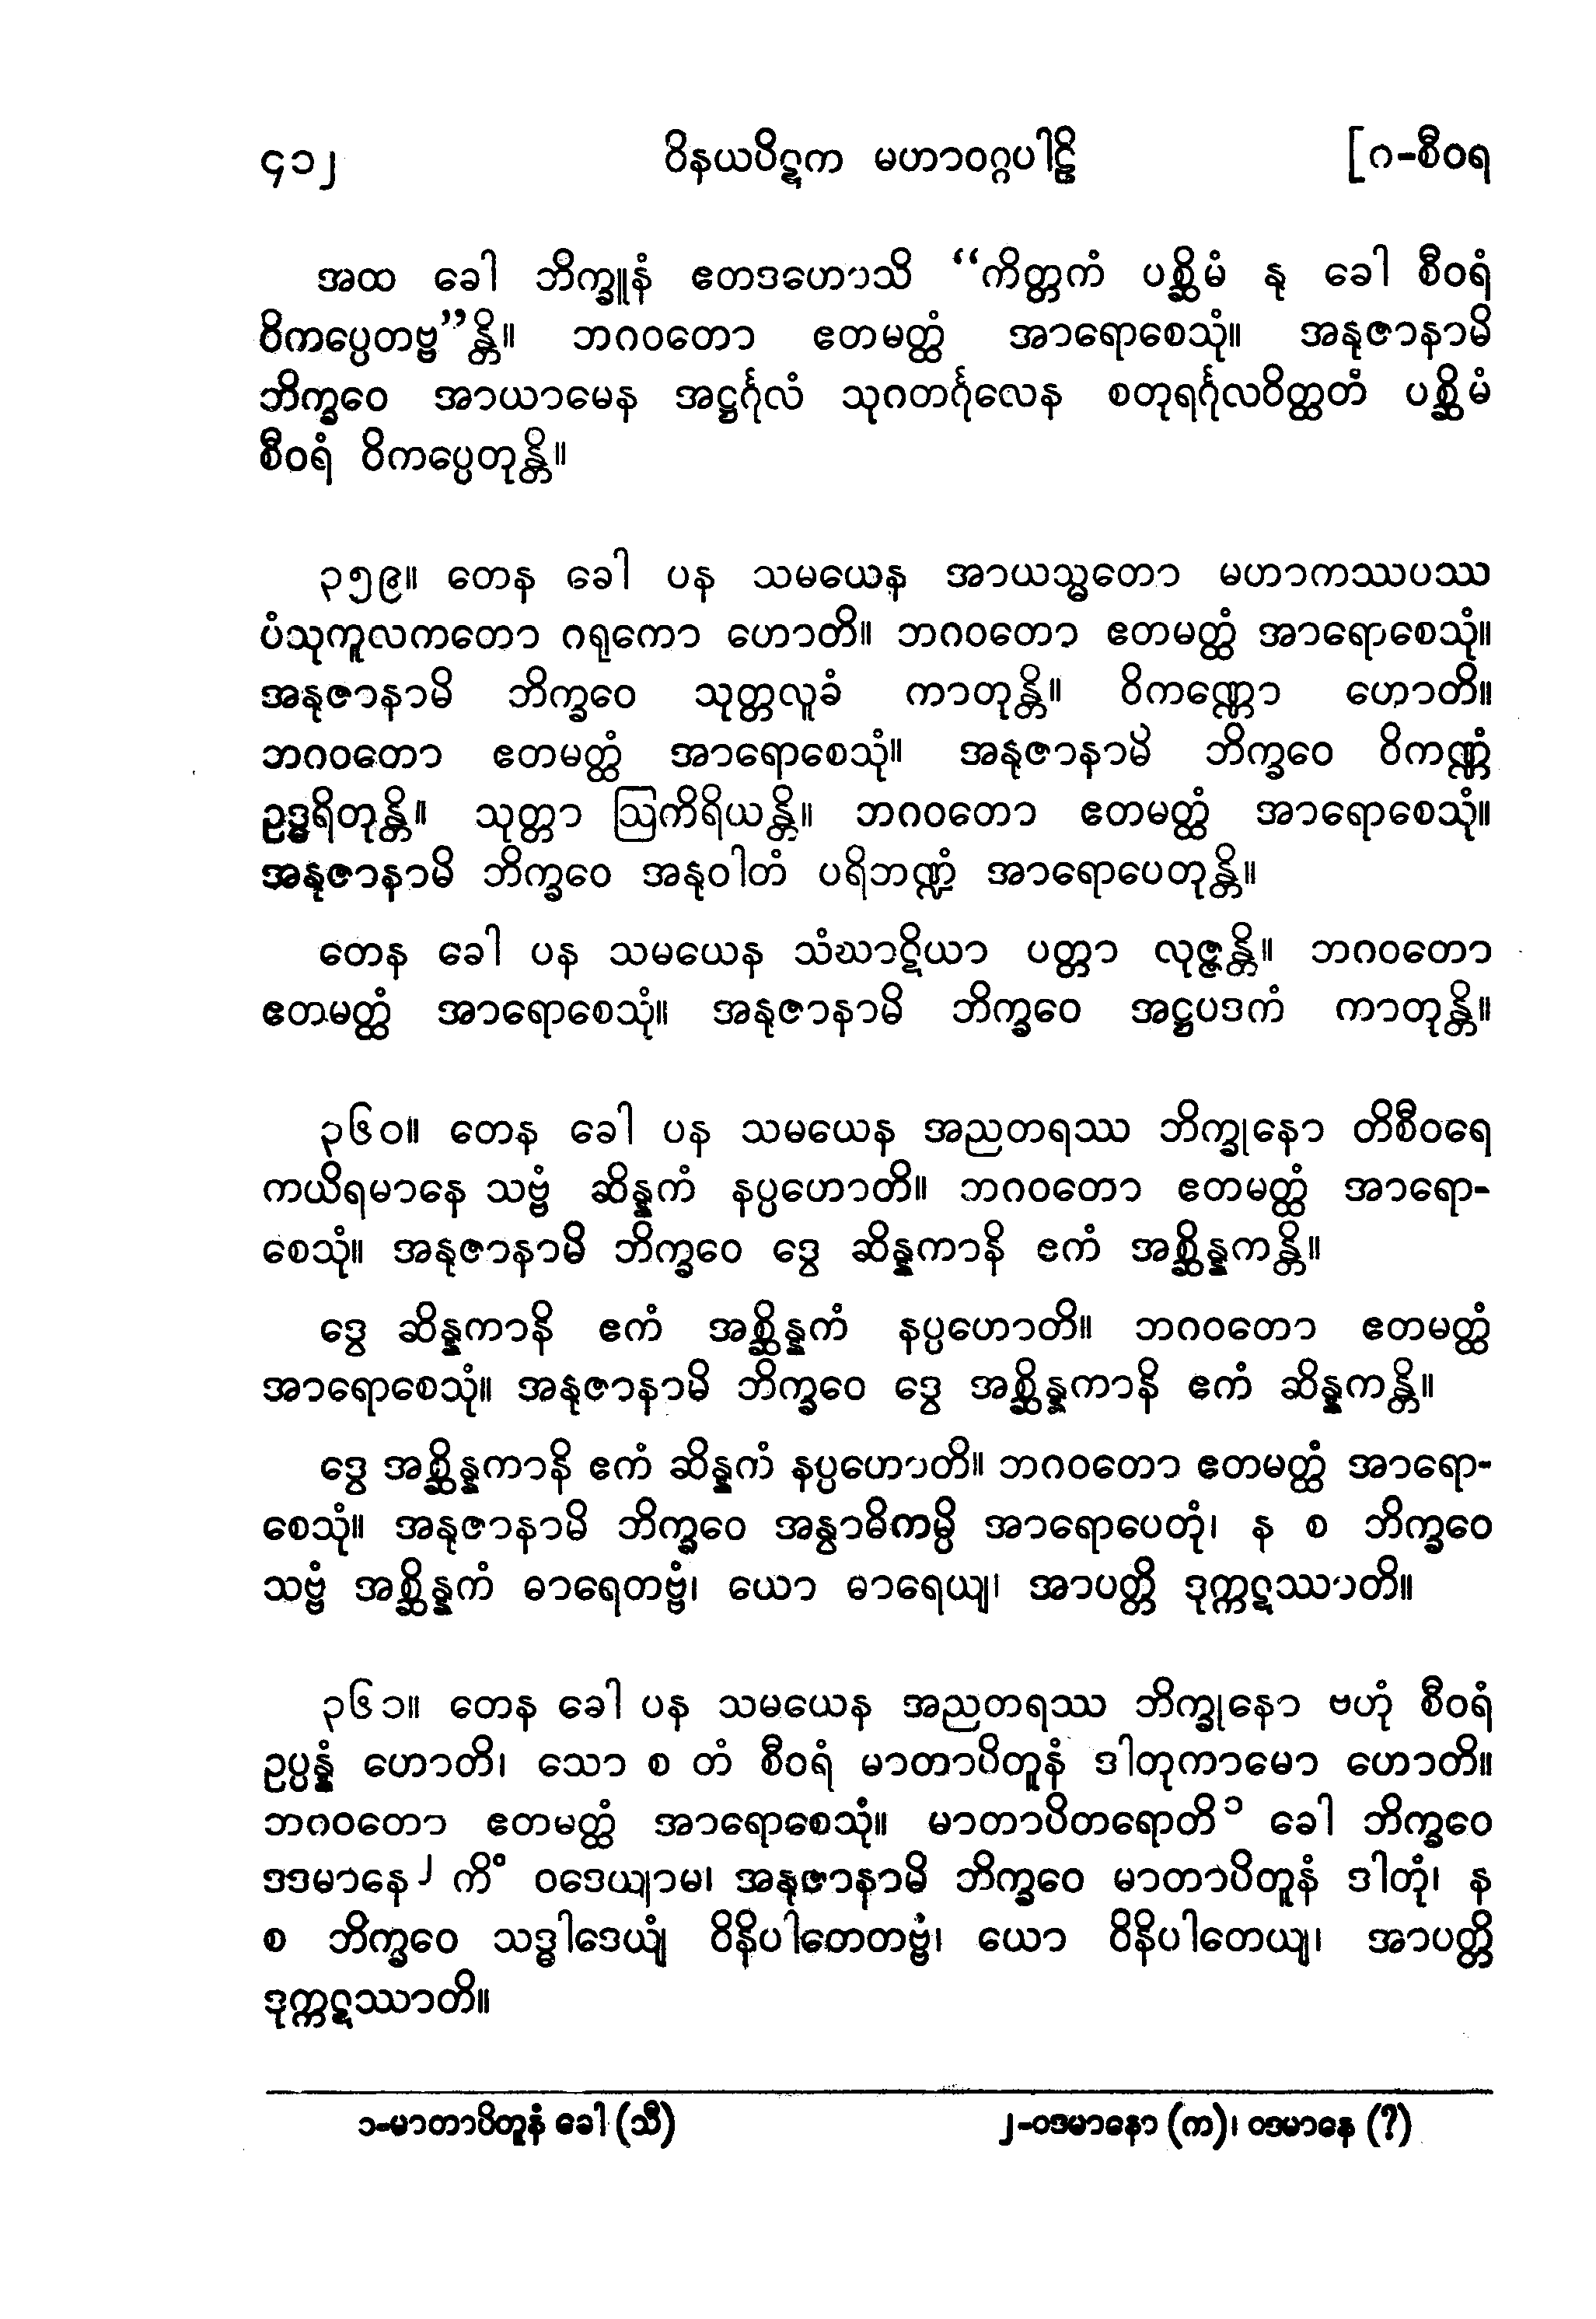 ၄၁၂ ဝိနယပိဋက မဟာဝဂ္ဂပါဠိ [ဂ-စီဝရ
အထ ခေါ ဘိက္ခူနံ ဧတဒဟောသိ “ကိတ္တကံ ပစ္ဆိမံ နု ခေါ စီဝရံ
ဝိကပ္ပေတဗ္ဗ”န္တိ။ ဘဂဝတော ဧတမတ္ထံ အာရောစေသုံ။ အနုဇာနာမိ
ဘိက္ခဝေ အာယာမေန အဋ္ဌင်္ဂုလံ သုဂတင်္ဂုလေန စတုရင်္ဂုလဝိတ္ထတံ ပစ္ဆိမံ
စီဝရံ ဝိကပ္ပေတုန္တိ။
၃၅၉။ တေန ခေါ ပန သမယေန အာယသ္မတော မဟာကဿပဿ
ပံသုကူလကတော ဂရုကော ဟောတိ။ ဘဂဝတော ဧတမတ္ထံ အာရောစေသုံ။
အနုဇာနာမိ ဘိက္ခဝေ သုတ္တလူခံ ကာတုန္တိ။ ဝိကဏ္ဏော ဟောတိ။
ဘဂဝတော ဧတမတ္ထံ အာရောစေသုံ။ အနုဇာနာမိ ဘိက္ခဝေ ဝိကဏ္ဏံ
ဥဒ္ဓရိတုန္တိ။ သုတ္တာ ဩကိရိယန္တိ။ ဘဂဝတော ဧတမတ္ထံ အာရောစေသုံ။
အနုဇာနာမိ ဘိက္ခဝေ အနုဝါတံ ပရိဘဏ္ဍံ အာရောပေတုန္တိ။
တေန ခေါ ပန သမယေန သံဃာဋိယာ ပတ္တာ လုဇ္ဇန္တိ။ ဘဂဝတော
ဧတမတ္ထံ အာရောစေသုံ။ အနုဇာနာမိ ဘိက္ခဝေ အဋ္ဌပဒကံ ကာတုန္တိ။
၃၆၀။ တေန ခေါ ပန သမယေန အညတရဿ ဘိက္ခုနော တိစီဝရေ
ကယိရမာနေ သဗ္ဗံ ဆိန္နကံ နပ္ပဟောတိ။ ဘဂဝတော ဧတမတ္ထံ အာရော-
စေသုံ။ အနုဇာနာမိ ဘိက္ခဝေ ဒွေ ဆိန္နကာနိ ဧကံ အစ္ဆိန္နကန္တိ။
ဒွေ ဆိန္နကာနိ ဧကံ အစ္ဆိန္နကံ နပ္ပဟောတိ။ ဘဂဝတော ဧတမတ္ထံ
အာရောစေသုံ။ အနုဇာနာမိ ဘိက္ခဝေ ဒွေ အစ္ဆိန္နကာနိ ဧကံ ဆိန္နကန္တိ။
ဒွေ အစ္ဆိန္နကာနိ ဧကံ ဆိန္နကံ နပ္ပဟောတိ။ ဘဂဝတော ဧတမတ္ထံ အာရော-
စေသုံ။ အနုဇာနာမိ ဘိက္ခဝေ အန္ဝာဓိကမ္ပိ အာရောပေတုံ၊ န စ ဘိက္ခဝေ
သဗ္ဗံ အစ္ဆိန္နကံ ဓာရေတဗ္ဗံ၊ ယော ဓာရေယျ၊ အာပတ္တိ ဒုက္ကဋဿာတိ။
၃၆၁။ တေန ခေါ ပန သမယေန အညတရဿ ဘိက္ခုနော ဗဟုံ စီဝရံ
ဥပ္ပန္နံ ဟောတိ၊ သော စ တံ စီဝရံ မာတာပိတူနံ ဒါတုကာမော ဟောတိ။
ဘဂဝတော ဧတမတ္ထံ အာရောစေသုံ။ မာတာပိတရောတိ၁ ခေါ ဘိက္ခဝေ
ဒဒမာနေ၂ ကိံ ဝဒေယျာမ၊ အနုဇာနာမိ ဘိက္ခဝေ မာတာပိတူနံ ဒါတုံ၊ န
စ ဘိက္ခဝေ သဒ္ဓါဒေယျံ ဝိနိပါတေတဗ္ဗံ၊ ယော ဝိနိပါတေယျ၊ အာပတ္တိ
ဒုက္ကဋဿာတိ။
၁-မာတာပိတူနံ ခေါ (သီ) ၂-ဝဒမာနော (က)၊ ဝဒမာနေ (?)